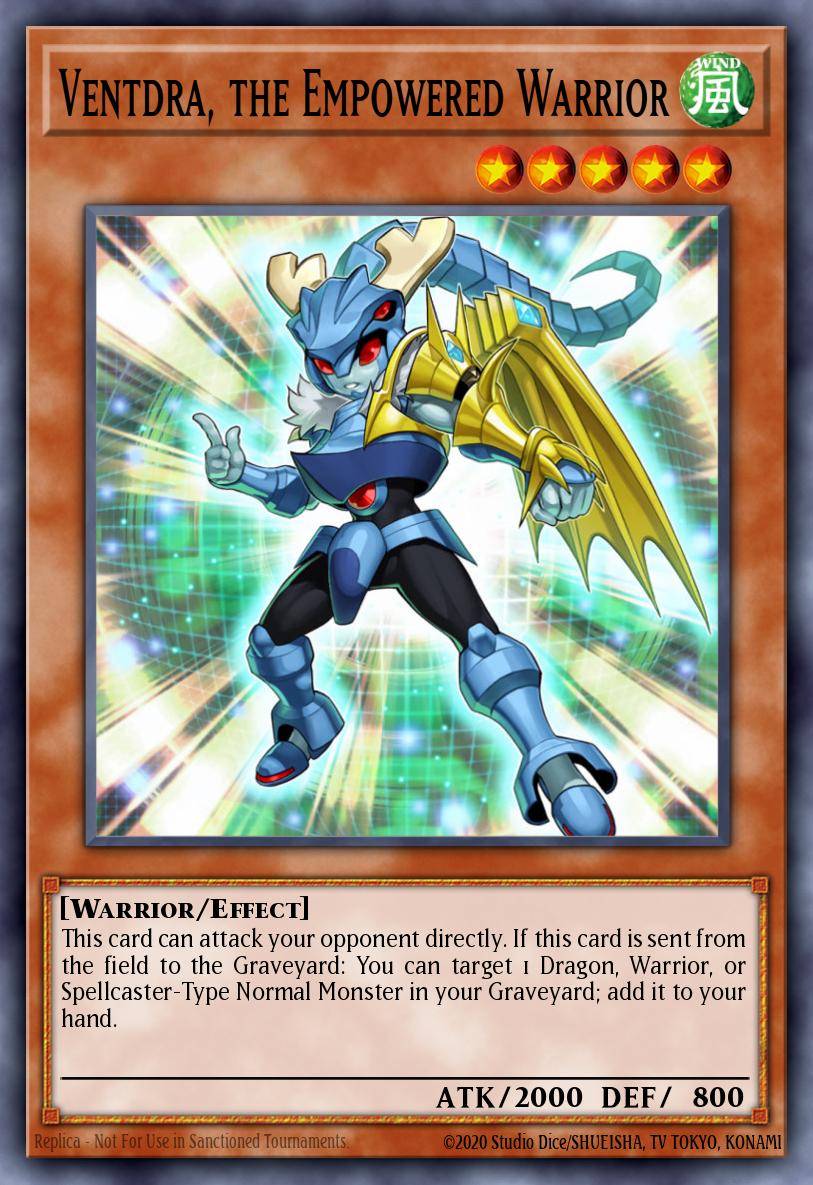 Ventdra, the Empowered Warrior
WIND
風
[Warrior/Effect]
This card can attack your opponent directly. If this card is sent from
the field to the Graveyard: You can target 1 Dragon, Warrior, or
Spellcaster-Type Normal Monster in your Graveyard; add it to your
hand.
ATK/2000 DEF/ 800
Replica - Not For Use in Sanctioned Tournaments.
©2020 Studio Dice/SHUEISHA, TV TOKYO, KONAMI